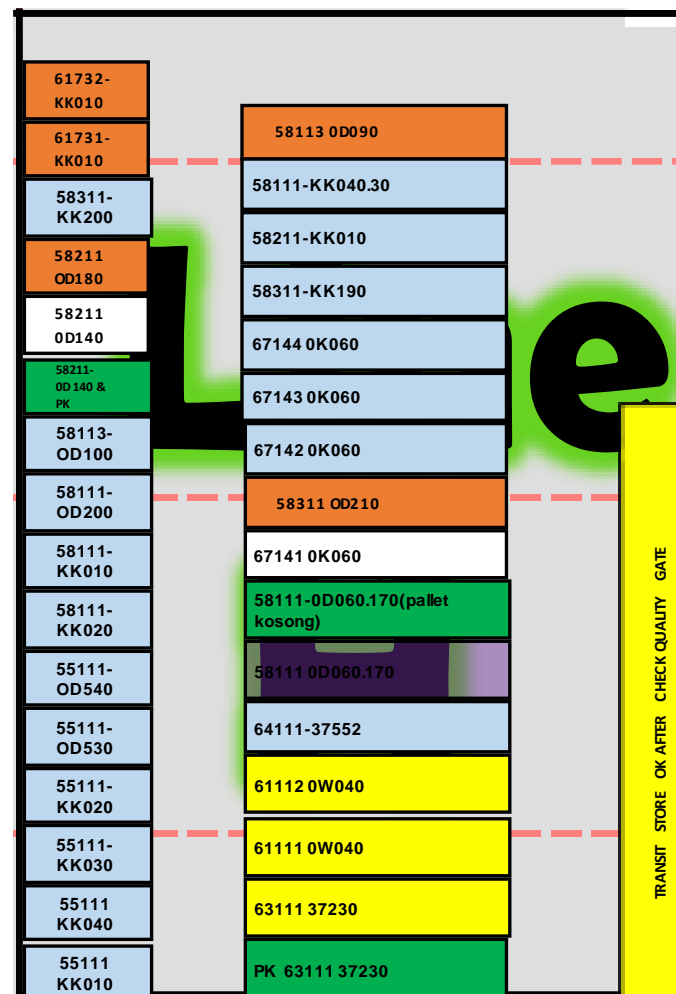 61732-
KK010
61731-
KK010
58311-
KK200
58211
OD180
58211
0D140
58211-
0D140 &
PK
58113-
OD100
58111-
OD200
58111-
KK010
58111-
KK020
55111-
OD540
55111-
OD530
55111-
KK020
55111-
KK030
55111
KK040
55111
KK010
58113 0D090
58111-KK040.30
58211-KK010
58311-KK190
67144 0K060
67143 0K060
67142 0K060
58311 OD210
67141 0K060
58111-0D060.170(pallet
kosong)
58111 0D060.170
64111-37552
61112 0W040
61111 0W040
63111 37230
PK 63111 37230
TRANSIT STORE OK AFTER CHECK QUALITY GATE